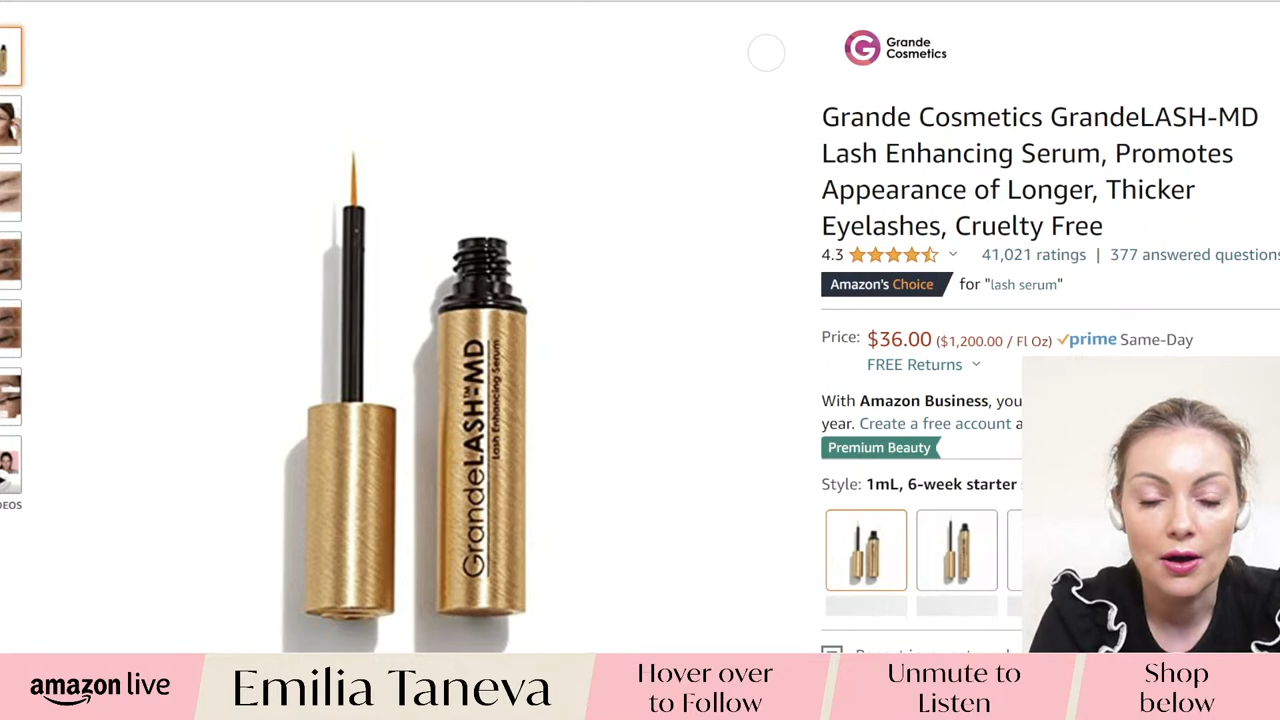 Grande
Cosmetics
Grande Cosmetics GrandeLASH-MD
Lash Enhancing Serum, Promotes
Appearance of Longer, Thicker
Eyelashes, Cruelty Free
4.3
41,021 ratings | 377 answered questions
Amazon's Choice for "lash serum"
Price: $36.00 ($1,200.00 / Fl Oz) prime Same-Day
FREE Returns
With Amazon Business, you
year. Create a free account a
Premium Beauty
Style: 1mL, 6-week starter
GrandeLASH™-MD
Lash Enhancing Serum
DEOS
amazon live
Emilia Taneva
Hover over
to Follow
Unmute to
Listen
Shop
below